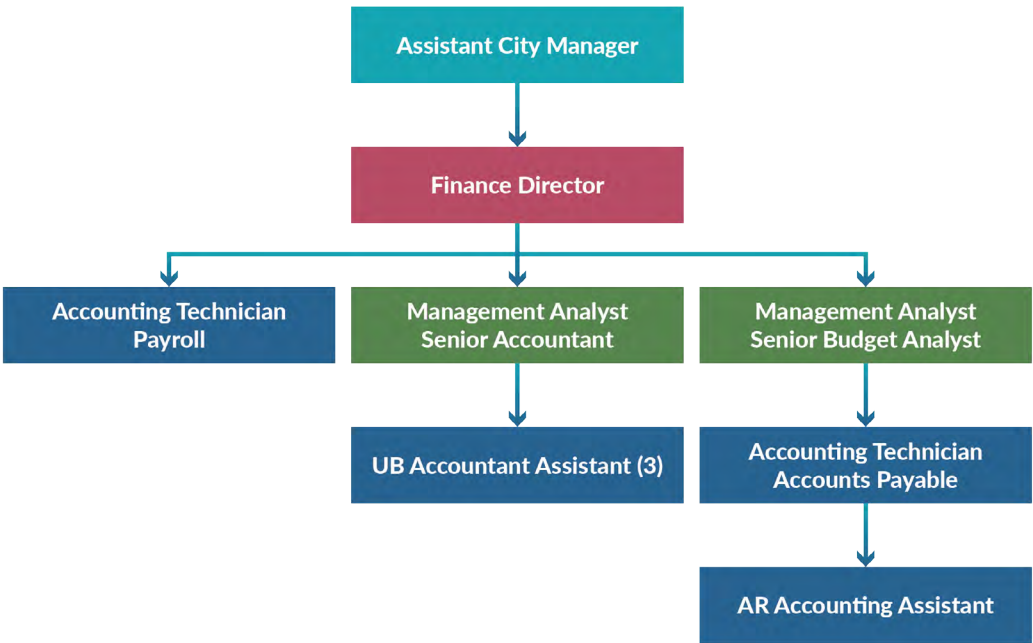 Assistant City Manager
Finance Director
Accounting Technician
Payroll
Management Analyst
Senior Accountant
Management Analyst
Senior Budget Analyst
UB Accountant Assistant (3)
Accounting Technician
Accounts Payable
AR Accounting Assistant